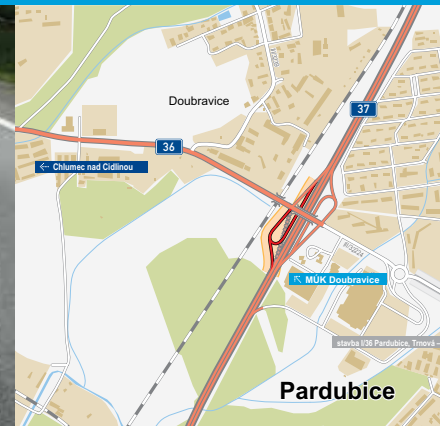 Doubravice
37
36
← Chlumec nad Cidlinou
↖ MÚK Doubravice
stavba I/36 Pardubice, Trnová –
Pardubice